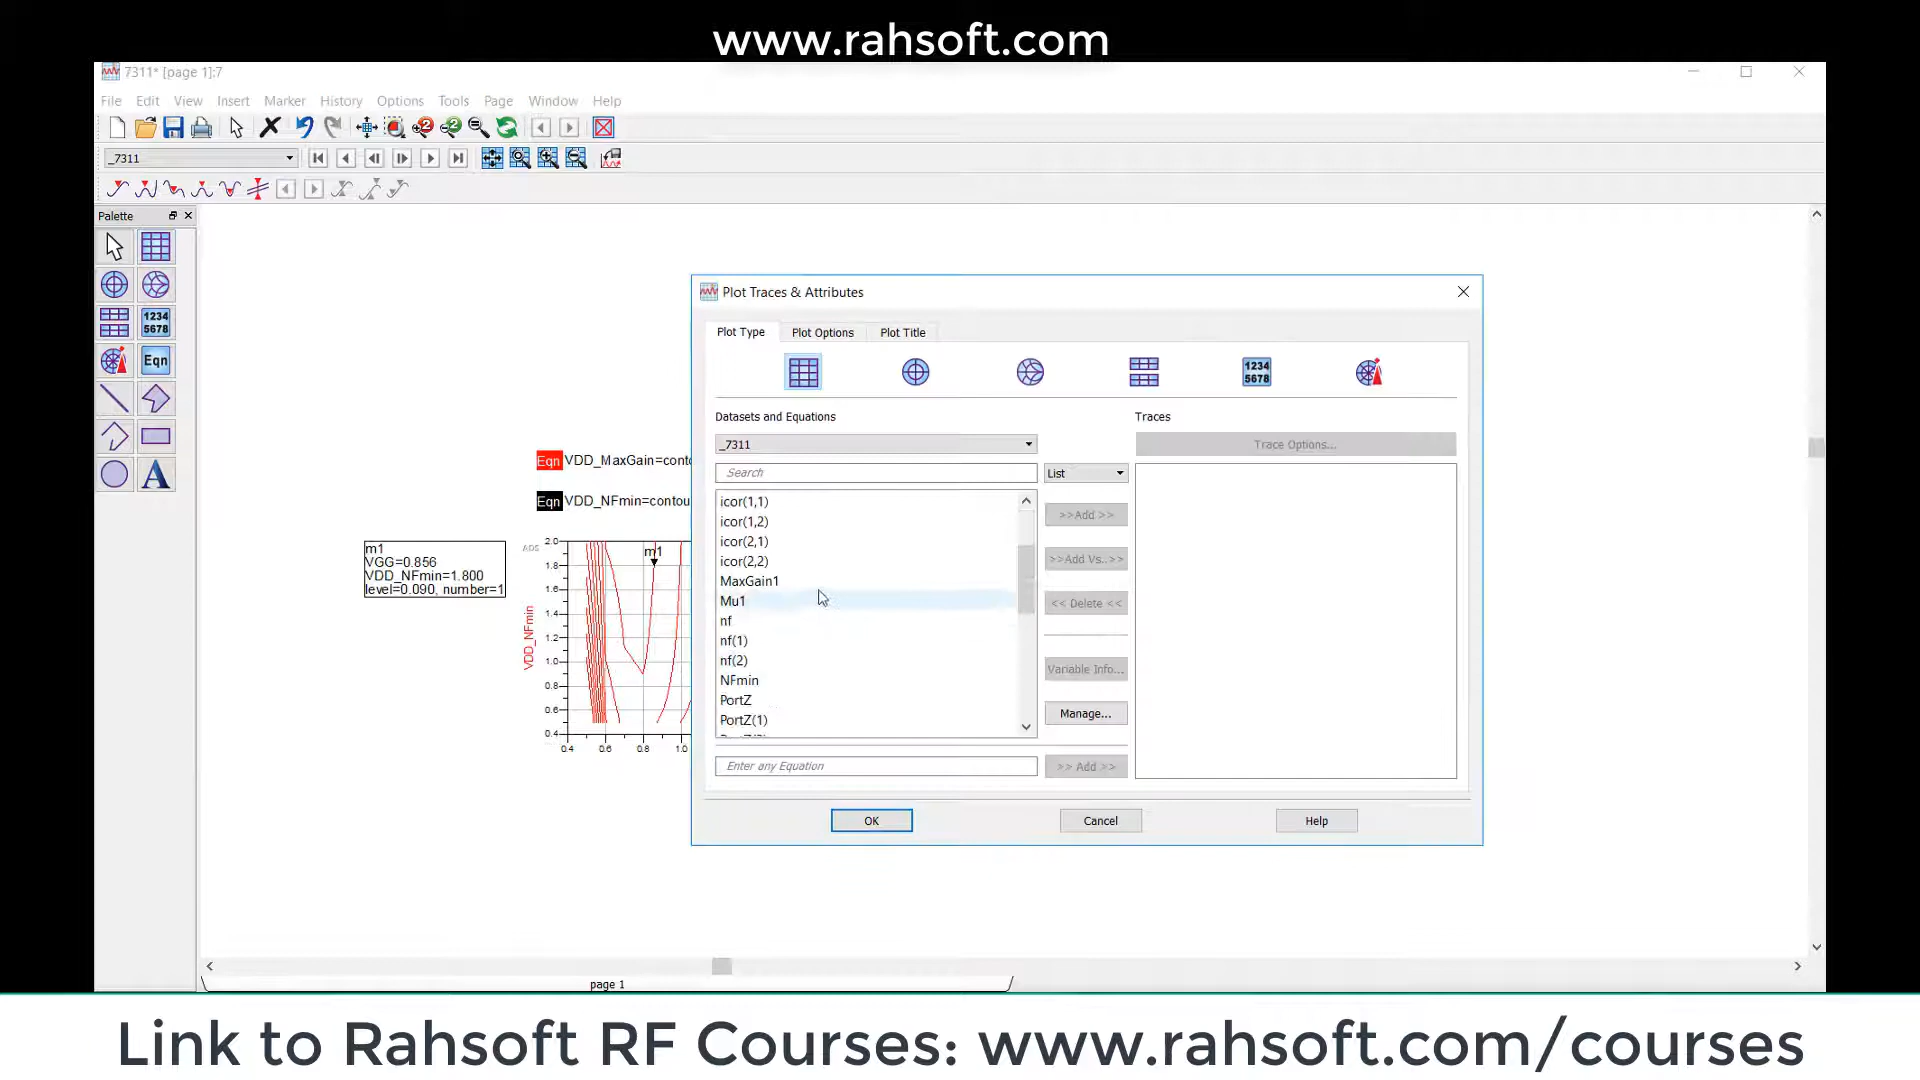 www.rahsoft.com
7311* [page 1]:7
File Edit View Insert Marker History Options Tools Page Window Help
_7311
Palette
1234
5678
Eqn
Plot Traces & Attributes
Plot Type Plot Options Plot Title
1234
5678
Datasets and Equations
Traces
_7311
Trace Options...
Search
List
icor(1,1)
icor(1,2)
icor(2,1)
icor(2,2)
MaxGain1
Mu1
nf
nf(1)
nf(2)
NFmin
PortZ
PortZ(1)
>>Add >>
>>Add Vs..>>
<< Delete <<
Variable Info...
Manage...
Enter any Equation
>> Add >>
OK
Cancel
Help
Eqn VDD_MaxGain=conto
Eqn VDD_NFmin=contou
m1
VGG=0.856
VDD_NFmin=1.800
level=0.090, number=1
ADS
m1
VDD_NFmin
2.0
1.8
1.6
1.4
1.2
1.0
0.8
0.6
0.4
0.4 0.6 0.8 1.0
page 1
Link to Rahsoft RF Courses: www.rahsoft.com/courses